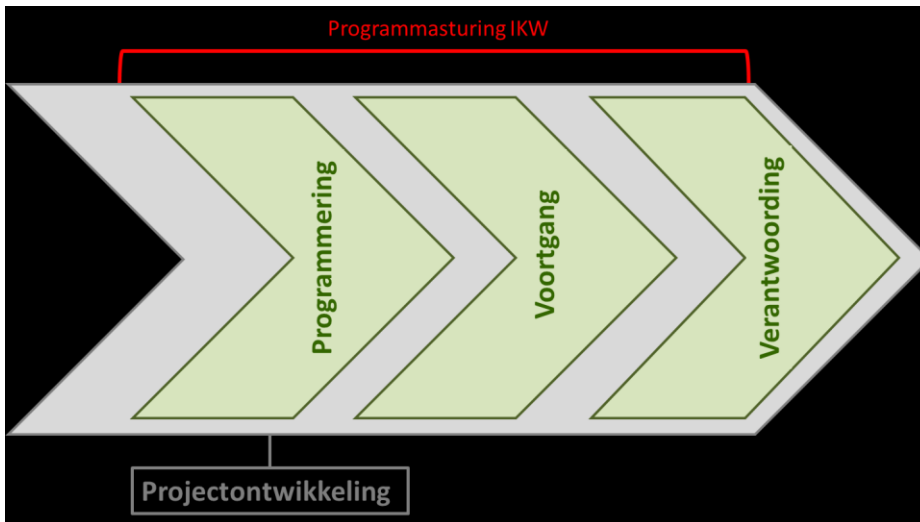 Programmasturing IKW
Programmering
Voortgang
Verantwoording
Projectontwikkeling